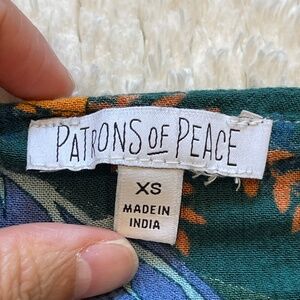 PATRONS OF PEACE
XS
MADE IN
INDIA